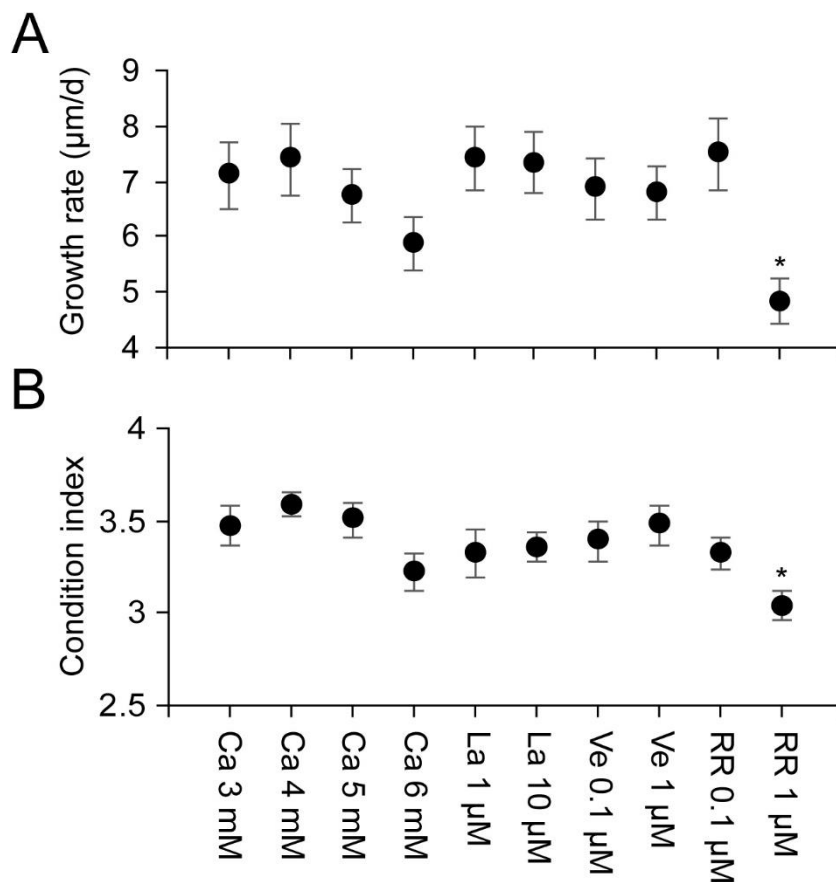 A
Growth rate (µm/d)
9
8
7
6
5
4
*
B
Condition index
4
3.5
3
2.5
*
Ca 3 mM
Ca 4 mM
Ca 5 mM
Ca 6 mM
La 1 µM
La 10 µM
Ve 0.1 µM
Ve 1 µM
RR 0.1 µM
RR 1 µM